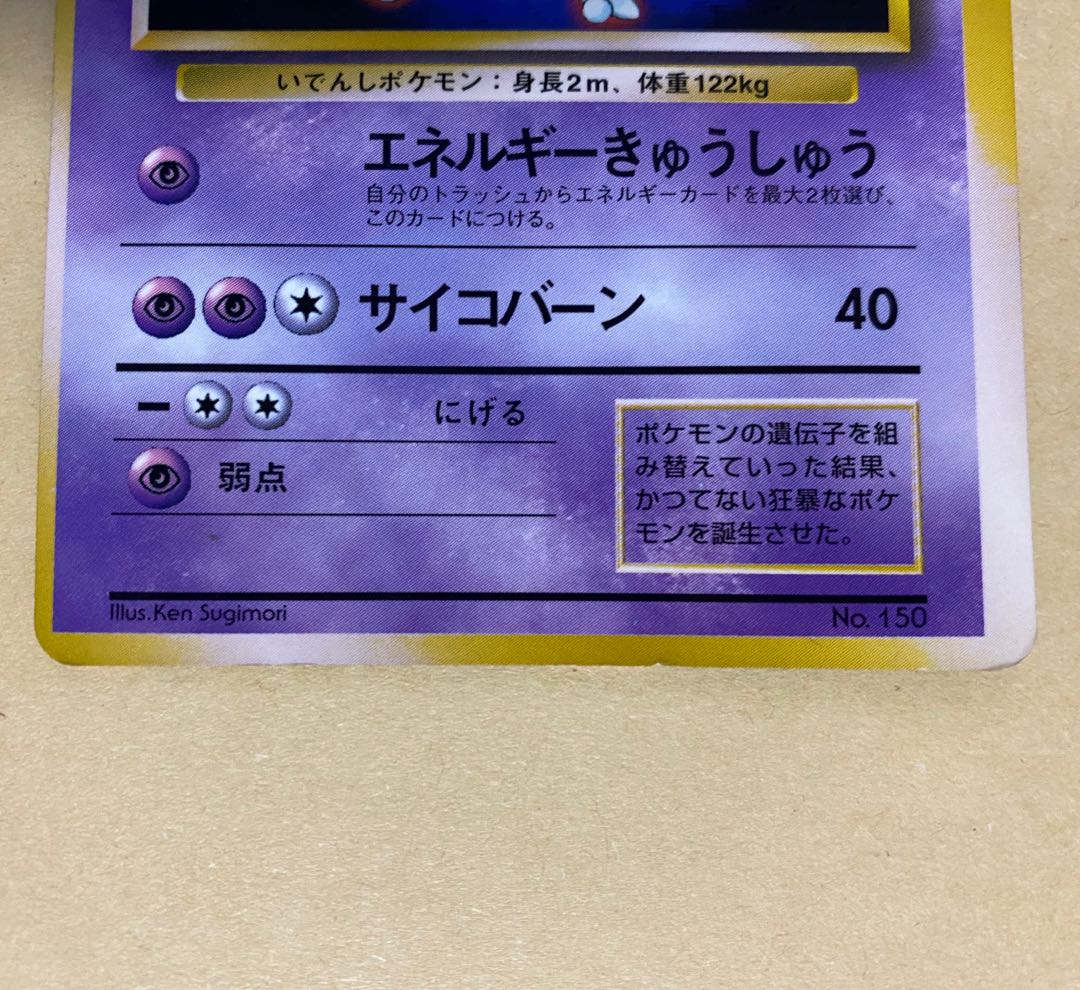 いでんしポケモン：身長2m、体重122kg
エネルギーきゅうしゅう
自分のトラッシュからエネルギーカードを最大2枚選び、
このカードにつける。
サイコバーン 40
にげる
弱点
ポケモンの遺伝子を組
み替えていった結果、
かつてない狂暴なポケ
モンを誕生させた。
Illus.Ken Sugimori
No. 150